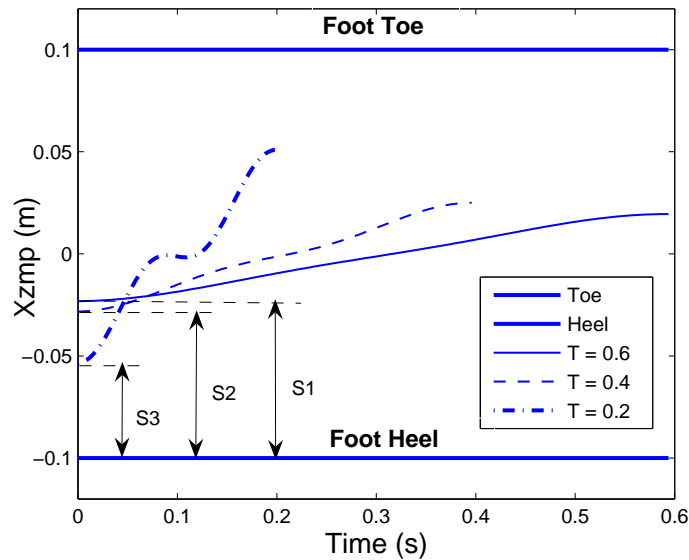 Foot Toe
0.1
0.05
0
−0.05
−0.1
Xzmp (m)
S3
S2
S1
Foot Heel
Toe
Heel
T = 0.6
T = 0.4
T = 0.2
0
0.1
0.2
0.3
0.4
0.5
0.6
Time (s)